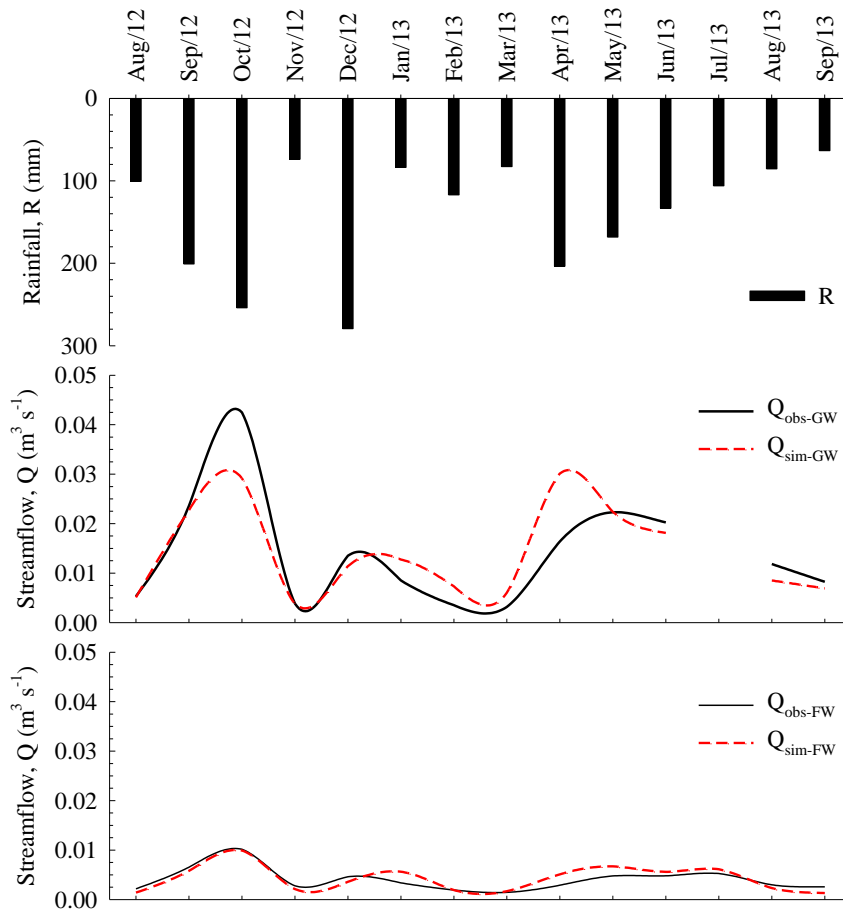 Aug/12 Sep/12 Oct/12 Nov/12 Dec/12 Jan/13 Feb/13 Mar/13 Apr/13 May/13 Jun/13 Jul/13 Aug/13 Sep/13
Rainfall, R (mm)
0
100
200
300
R
Streamflow, Q (m³ s⁻¹)
0.05
0.04
0.03
0.02
0.01
0.00
Qobs-GW
Qsim-GW
Streamflow, Q (m³ s⁻¹)
0.05
0.04
0.03
0.02
0.01
0.00
Qobs-FW
Qsim-FW